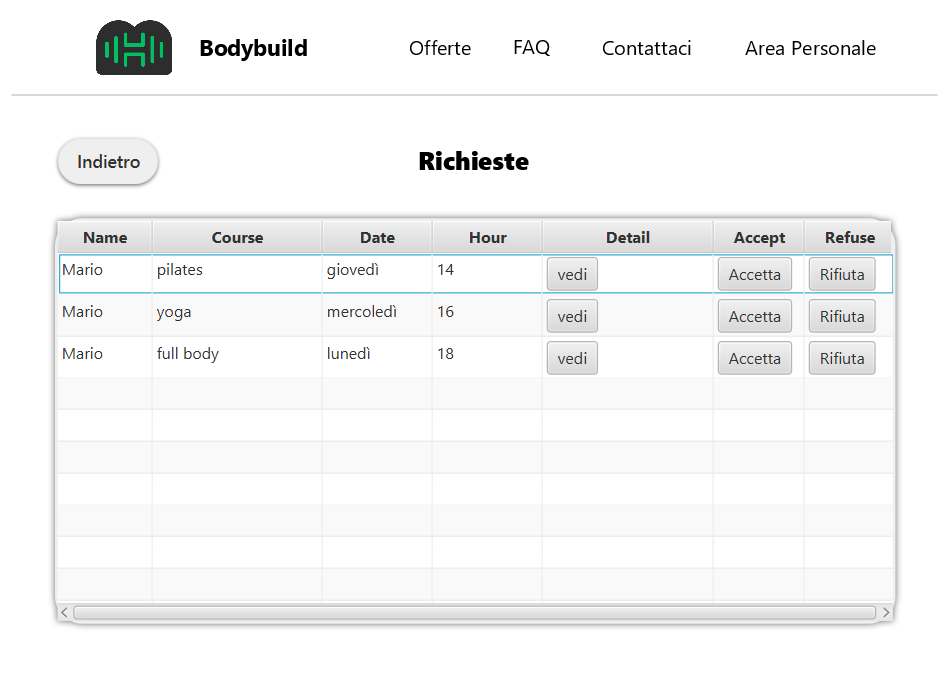 Bodybuild Offerte FAQ Contattaci Area Personale
Indietro Richieste
Name Course Date Hour Detail Accept Refuse
Mario pilates giovedì 14 vedi Accetta Rifiuta
Mario yoga mercoledì 16 vedi Accetta Rifiuta
Mario full body lunedì 18 vedi Accetta Rifiuta